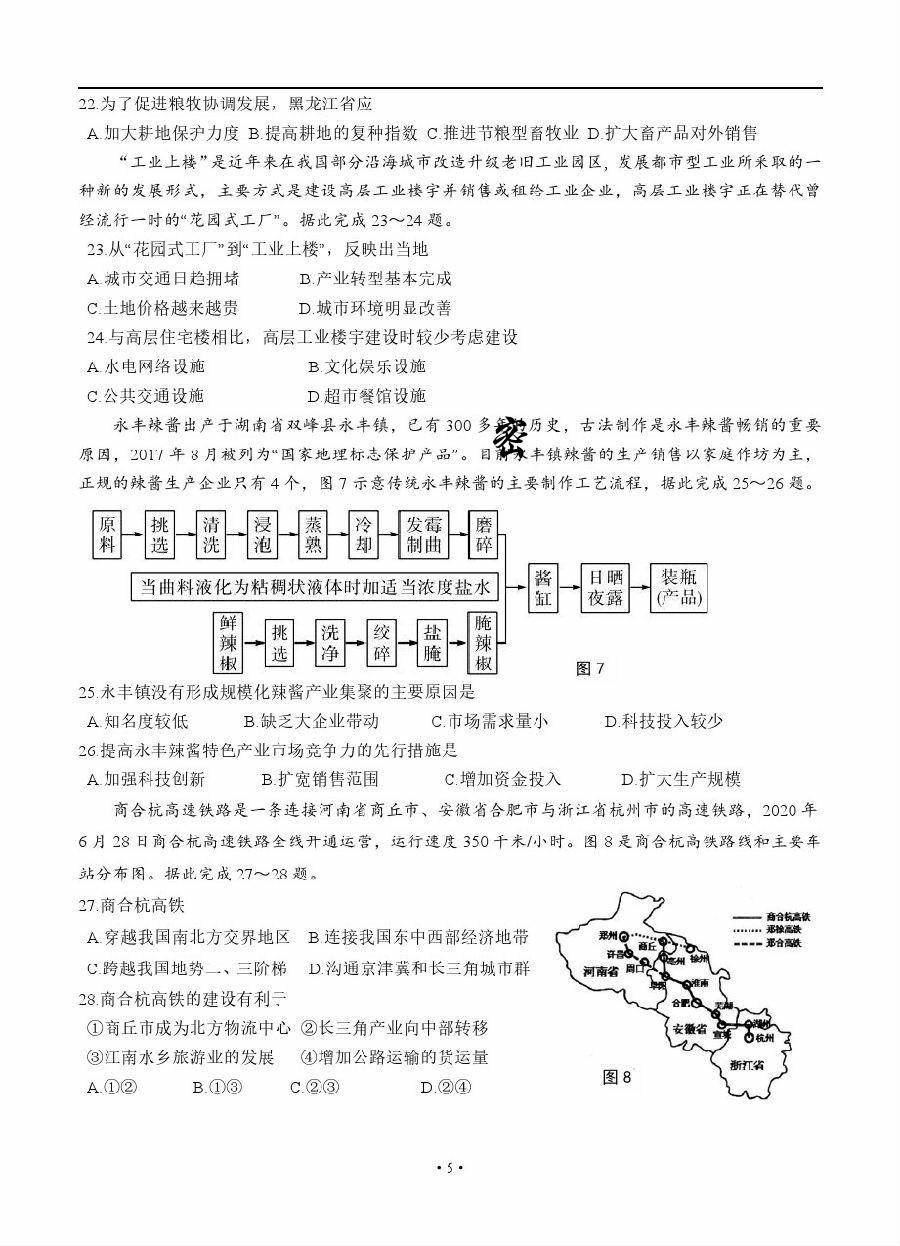 22.为了促进粮牧协调发展，黑龙江省应
A.加大耕地保护力度 B.提高耕地的复种指数 C.推进节粮型畜牧业 D.扩大畜产品对外销售
“工业上楼”是近年来在我国部分沿海城市改造升级老旧工业园区，发展都市型工业所采取的一
种新的发展形式，主要方式是建设高层工业楼宇并销售或租给工业企业，高层工业楼宇正在替代曾
经流行一时的“花园式工厂”。据此完成 23～24 题。
23.从“花园式工厂”到“工业上楼”，反映出当地
A.城市交通日趋拥堵 B.产业转型基本完成
C.土地价格越来越贵 D.城市环境明显改善
24.与高层住宅楼相比，高层工业楼宇建设时较少考虑建设
A.水电网络设施 B.文化娱乐设施
C.公共交通设施 D.超市餐馆设施
永丰辣酱出产于湖南省双峰县永丰镇，已有 300 多年的历史，古法制作是永丰辣酱畅销的重要
密
原因，2017 年 8 月被列为“国家地理标志保护产品”。目前永丰镇辣酱的生产销售以家庭作坊为主，
正规的辣酱生产企业只有 4 个，图 7 示意传统永丰辣酱的主要制作工艺流程，据此完成 25～26 题。
原料 挑选 清洗 浸泡 蒸熟 冷却 发霉制曲 磨碎
当曲料液化为粘稠状液体时加适当浓度盐水
酱缸 日晒夜露 装瓶(产品)
鲜辣椒 挑选 洗净 绞碎 盐腌 腌辣椒
图 7
25.永丰镇没有形成规模化辣酱产业集聚的主要原因是
A.知名度较低 B.缺乏大企业带动 C.市场需求量小 D.科技投入较少
26.提高永丰辣酱特色产业市场竞争力的先行措施是
A.加强科技创新 B.扩宽销售范围 C.增加资金投入 D.扩大生产规模
商合杭高速铁路是一条连接河南省商丘市、安徽省合肥市与浙江省杭州市的高速铁路，2020 年
6 月 28 日商合杭高速铁路全线开通运营，运行速度 350 千米/小时。图 8 是商合杭高铁路线和主要车
站分布图。据此完成 27～28 题。
27.商合杭高铁
A.穿越我国南北方交界地区 B.连接我国东中西部经济地带
C.跨越我国地势二、三阶梯 D.沟通京津冀和长三角城市群
28.商合杭高铁的建设有利于
①商丘市成为北方物流中心 ②长三角产业向中部转移
③江南水乡旅游业的发展 ④增加公路运输的货运量
A.①② B.①③ C.②③ D.②④
商合杭高铁
郑徐高铁
郑合高铁
郑州
商丘
许昌
亳州
徐州
周口
河南省
阜阳
淮南
合肥
芜湖
安徽省
宣城
湖州
杭州
浙江省
图 8
·5·